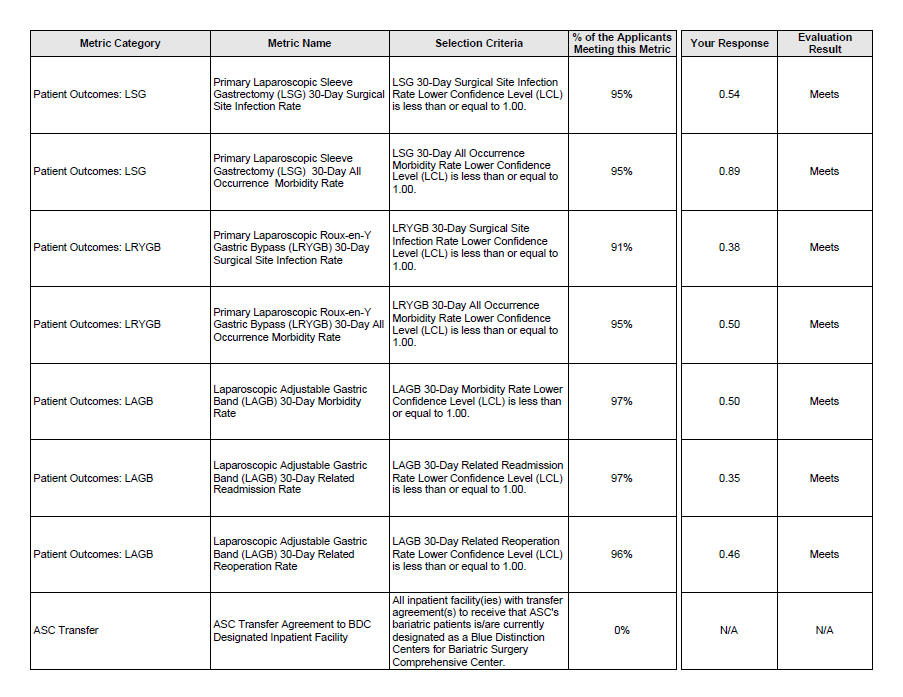 Metric Category
Metric Name
Selection Criteria
% of the Applicants
Meeting this Metric
Your Response
Evaluation
Result
Patient Outcomes: LSG
Primary Laparoscopic Sleeve
Gastrectomy (LSG) 30-Day Surgical
Site Infection Rate
LSG 30-Day Surgical Site Infection
Rate Lower Confidence Level (LCL)
is less than or equal to 1.00.
95%
0.54
Meets
Patient Outcomes: LSG
Primary Laparoscopic Sleeve
Gastrectomy (LSG) 30-Day All
Occurrence Morbidity Rate
LSG 30-Day All Occurrence
Morbidity Rate Lower Confidence
Level (LCL) is less than or equal to
1.00.
95%
0.89
Meets
Patient Outcomes: LRYGB
Primary Laparoscopic Roux-en-Y
Gastric Bypass (LRYGB) 30-Day
Surgical Site Infection Rate
LRYGB 30-Day Surgical Site
Infection Rate Lower Confidence
Level (LCL) is less than or equal to
1.00.
91%
0.38
Meets
Patient Outcomes: LRYGB
Primary Laparoscopic Roux-en-Y
Gastric Bypass (LRYGB) 30-Day All
Occurrence Morbidity Rate
LRYGB 30-Day All Occurrence
Morbidity Rate Lower Confidence
Level (LCL) is less than or equal to
1.00.
95%
0.50
Meets
Patient Outcomes: LAGB
Laparoscopic Adjustable Gastric
Band (LAGB) 30-Day Morbidity
Rate
LAGB 30-Day Morbidity Rate Lower
Confidence Level (LCL) is less than
or equal to 1.00.
97%
0.50
Meets
Patient Outcomes: LAGB
Laparoscopic Adjustable Gastric
Band (LAGB) 30-Day Related
Readmission Rate
LAGB 30-Day Related Readmission
Rate Lower Confidence Level (LCL)
is less than or equal to 1.00.
97%
0.35
Meets
Patient Outcomes: LAGB
Laparoscopic Adjustable Gastric
Band (LAGB) 30-Day Related
Reoperation Rate
LAGB 30-Day Related Reoperation
Rate Lower Confidence Level (LCL)
is less than or equal to 1.00.
96%
0.46
Meets
ASC Transfer
ASC Transfer Agreement to BDC
Designated Inpatient Facility
All inpatient facility(ies) with transfer
agreement(s) to receive that ASC's
bariatric patients is/are currently
designated as a Blue Distinction
Centers for Bariatric Surgery
Comprehensive Center.
0%
N/A
N/A